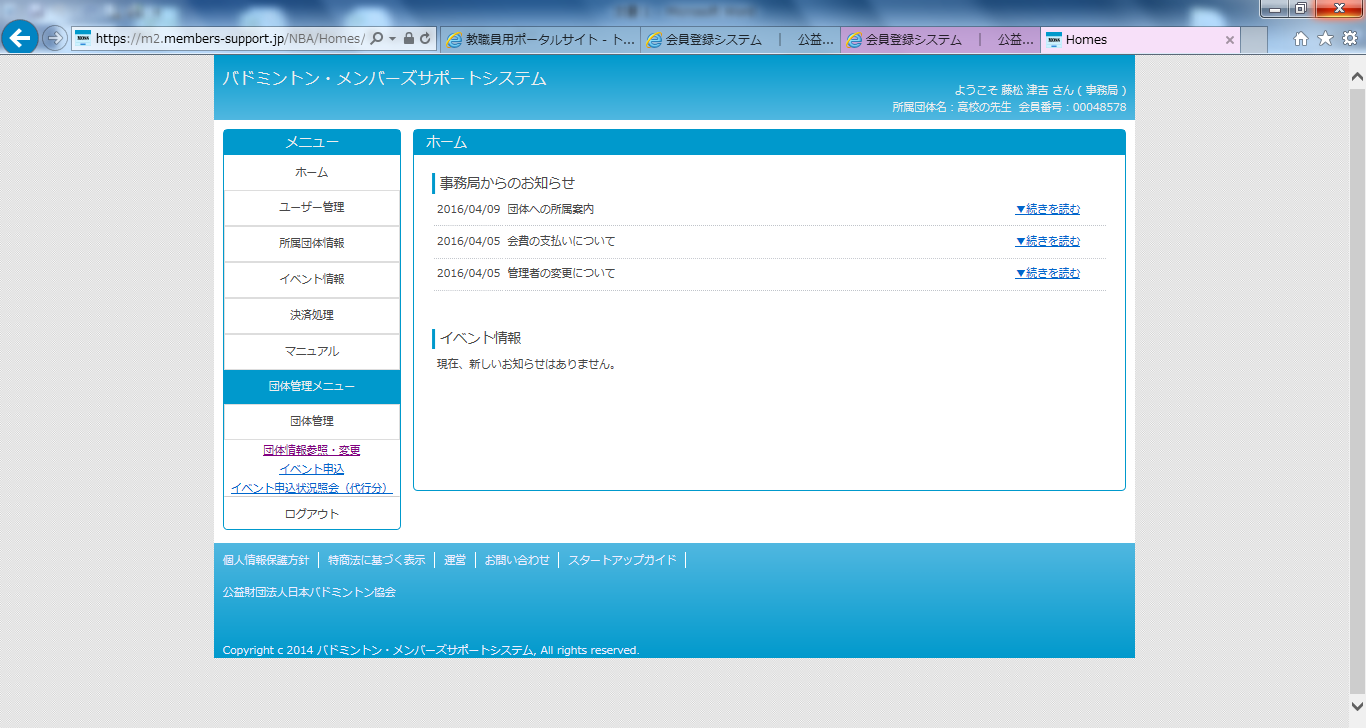 https://m2.members-support.jp/NBA/Homes/
教職員用ポータルサイト - ト...
会員登録システム | 公益...
会員登録システム | 公益...
Homes
バドミントン・メンバーズサポートシステム
ようこそ 藤松 津吉 さん ( 事務局 )
所属団体名：高校の先生 会員番号：00048578
メニュー
ホーム
ユーザー管理
所属団体情報
イベント情報
決済処理
マニュアル
団体管理メニュー
団体管理
団体情報参照・変更
イベント申込
イベント申込状況照会（代行分）
ログアウト
ホーム
事務局からのお知らせ
2016/04/09 団体への所属案内 ▼続きを読む
2016/04/05 会費の支払いについて ▼続きを読む
2016/04/05 管理者の変更について ▼続きを読む
イベント情報
現在、新しいお知らせはありません。
個人情報保護方針 | 特商法に基づく表示 | 運営 | お問い合わせ | スタートアップガイド |
公益財団法人日本バドミントン協会
Copyright c 2014 バドミントン・メンバーズサポートシステム, All rights reserved.